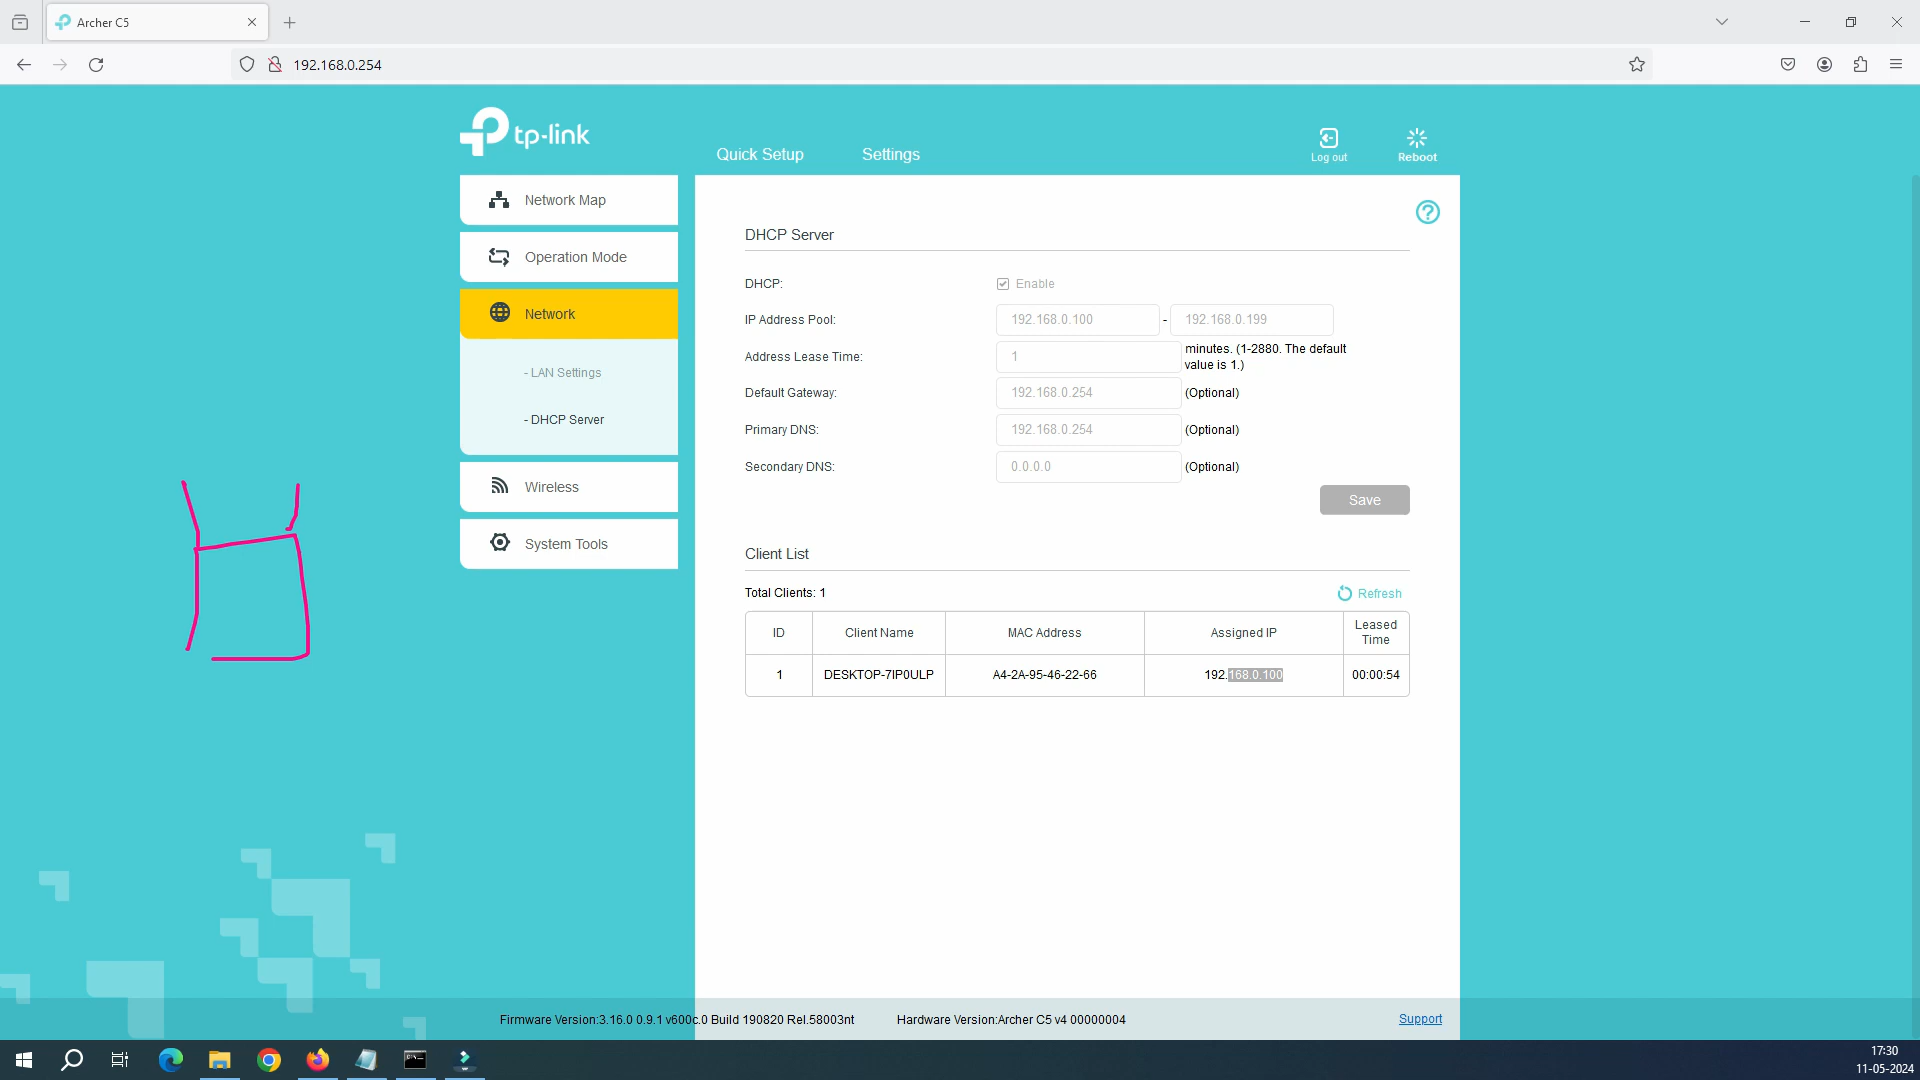 Archer C5
192.168.0.254
tp-link
Quick Setup
Settings
Log out
Reboot
Network Map
Operation Mode
Network
- LAN Settings
- DHCP Server
Wireless
System Tools
DHCP Server
DHCP: Enable
IP Address Pool: 192.168.0.100 - 192.168.0.199
Address Lease Time: 1 minutes. (1-2880. The default
value is 1.)
Default Gateway: 192.168.0.254 (Optional)
Primary DNS: 192.168.0.254 (Optional)
Secondary DNS: 0.0.0.0 (Optional)
Save
Client List
Total Clients: 1
Refresh
ID Client Name MAC Address Assigned IP Leased
Time
1 DESKTOP-7IP0ULP A4-2A-95-46-22-66 192.168.0.100 00:00:54
Firmware Version:3.16.0 0.9.1 v600c.0 Build 190820 Rel.58003nt Hardware Version:Archer C5 v4 00000004 Support
17:30
11-05-2024